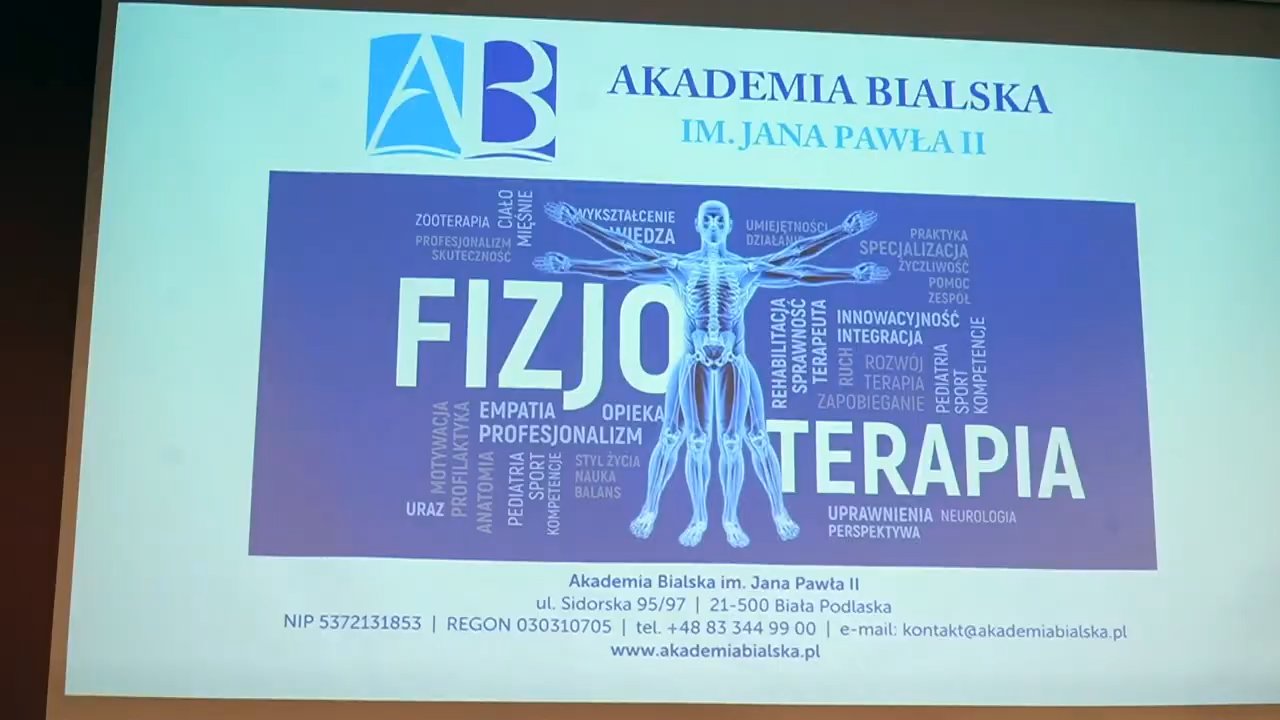 AB
AKADEMIA BIALSKA
IM. JANA PAWŁA II
ZOOTERAPIA
CIAŁO
MIĘŚNIE
PROFESJONALIZM
SKUTECZNOŚĆ
WYKSZTAŁCENIE
WIEDZA
UMIEJĘTNOŚCI
DZIAŁANIE
PRAKTYKA
SPECJALIZACJA
ŻYCZLIWOŚĆ
POMOC
ZESPÓŁ
FIZJO
REHABILITACJA
SPRAWNOŚĆ
TERAPEUTA
INNOWACYJNOŚĆ
INTEGRACJA
RUCH
ROZWÓJ
TERAPIA
ZAPOBIEGANIE
PEDIATRIA
SPORT
KOMPETENCJE
MOTYWACJA
PROFILAKTYKA
EMPATIA OPIEKA
PROFESJONALIZM
URAZ
ANATOMIA
PEDIATRIA
SPORT
KOMPETENCJE
STYL ŻYCIA
NAUKA
BALANS
TERAPIA
UPRAWNIENIA NEUROLOGIA
PERSPEKTYWA
Akademia Bialska im. Jana Pawła II
ul. Sidorska 95/97 | 21-500 Biała Podlaska
NIP 5372131853 | REGON 030310705 | tel. +48 83 344 99 00 | e-mail: kontakt@akademiabialska.pl
www.akademiabialska.pl